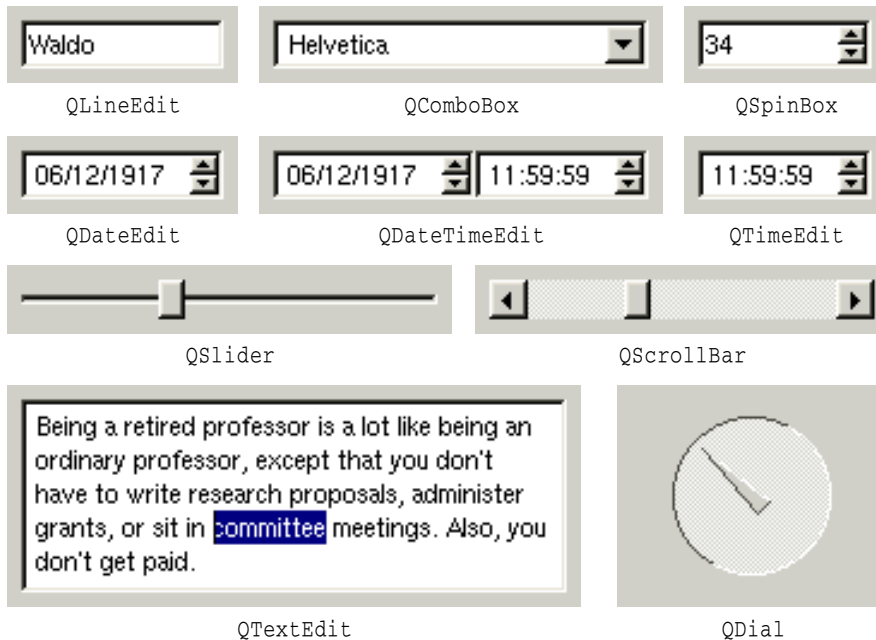 Waldo
Helvetica
34
QLineEdit
QComboBox
QSpinBox
06/12/1917
06/12/1917
11:59:59
11:59:59
QDateEdit
QDateTimeEdit
QTimeEdit
QSlider
QScrollBar
Being a retired professor is a lot like being an
ordinary professor, except that you don't
have to write research proposals, administer
grants, or sit in committee meetings. Also, you
don't get paid.
QTextEdit
QDial